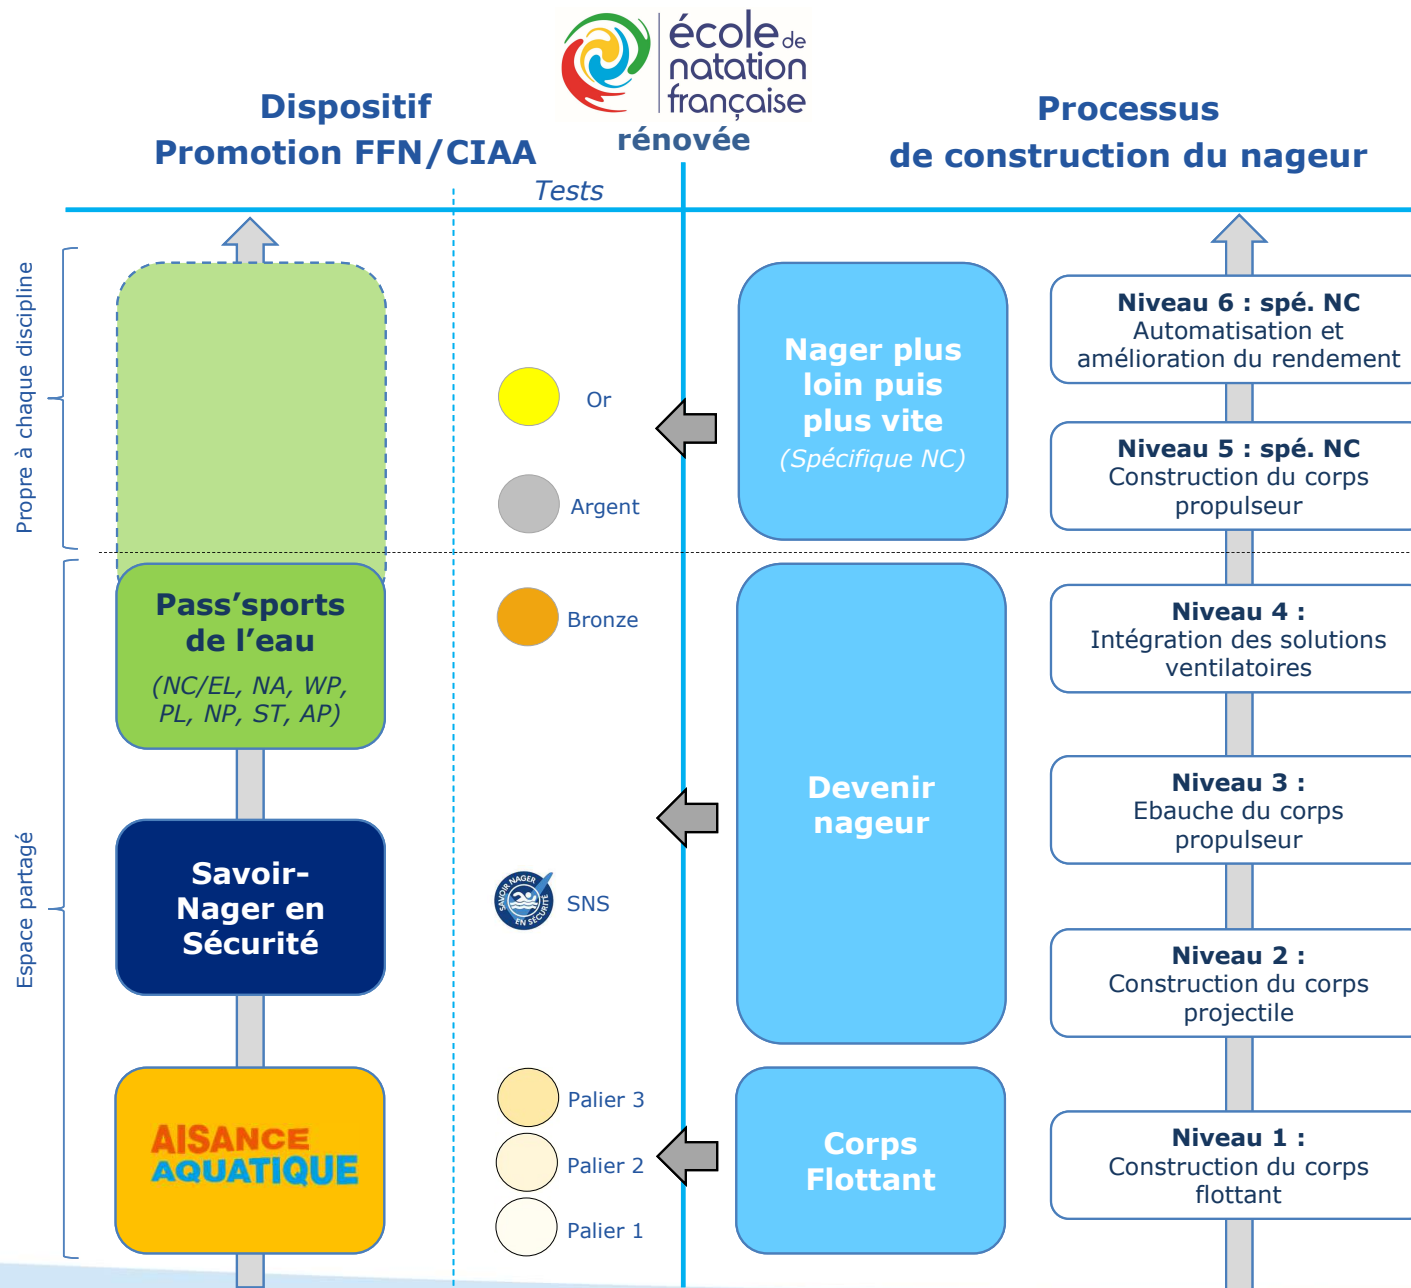 école de
natation
française
rénovée
Dispositif
Promotion FFN/CIAA
Processus
de construction du nageur
Tests
Propre à chaque discipline
Espace partagé
Pass’sports
de l’eau
(NC/EL, NA, WP,
PL, NP, ST, AP)
Savoir-
Nager en
Sécurité
AISANCE
AQUATIQUE
Or
Argent
Bronze
SAVOIR NAGER
EN SÉCURITÉ
SNS
Palier 3
Palier 2
Palier 1
Nager plus
loin puis
plus vite
(Spécifique NC)
Devenir
nageur
Corps
Flottant
Niveau 6 : spé. NC
Automatisation et
amélioration du rendement
Niveau 5 : spé. NC
Construction du corps
propulseur
Niveau 4 :
Intégration des solutions
ventilatoires
Niveau 3 :
Ebauche du corps
propulseur
Niveau 2 :
Construction du corps
projectile
Niveau 1 :
Construction du corps
flottant